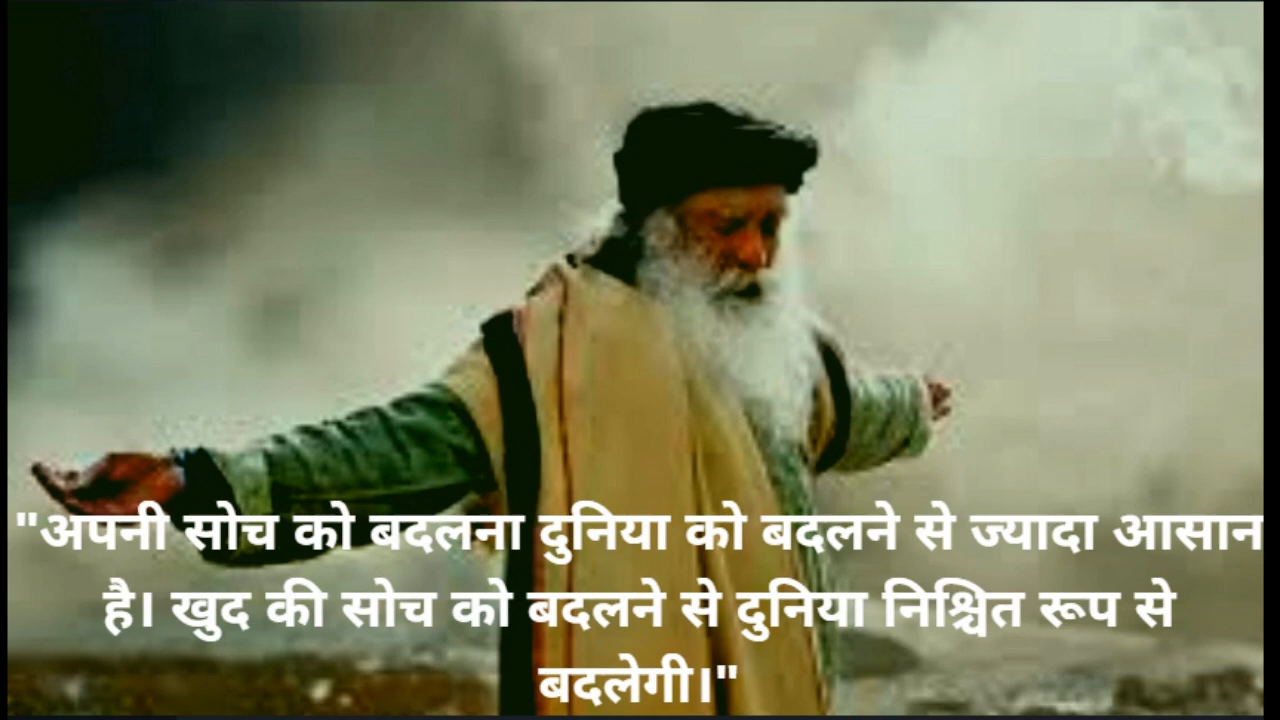 "अपनी सोच को बदलना दुनिया को बदलने से ज्यादा आसान
है। खुद की सोच को बदलने से दुनिया निश्चित रूप से
बदलेगी।"